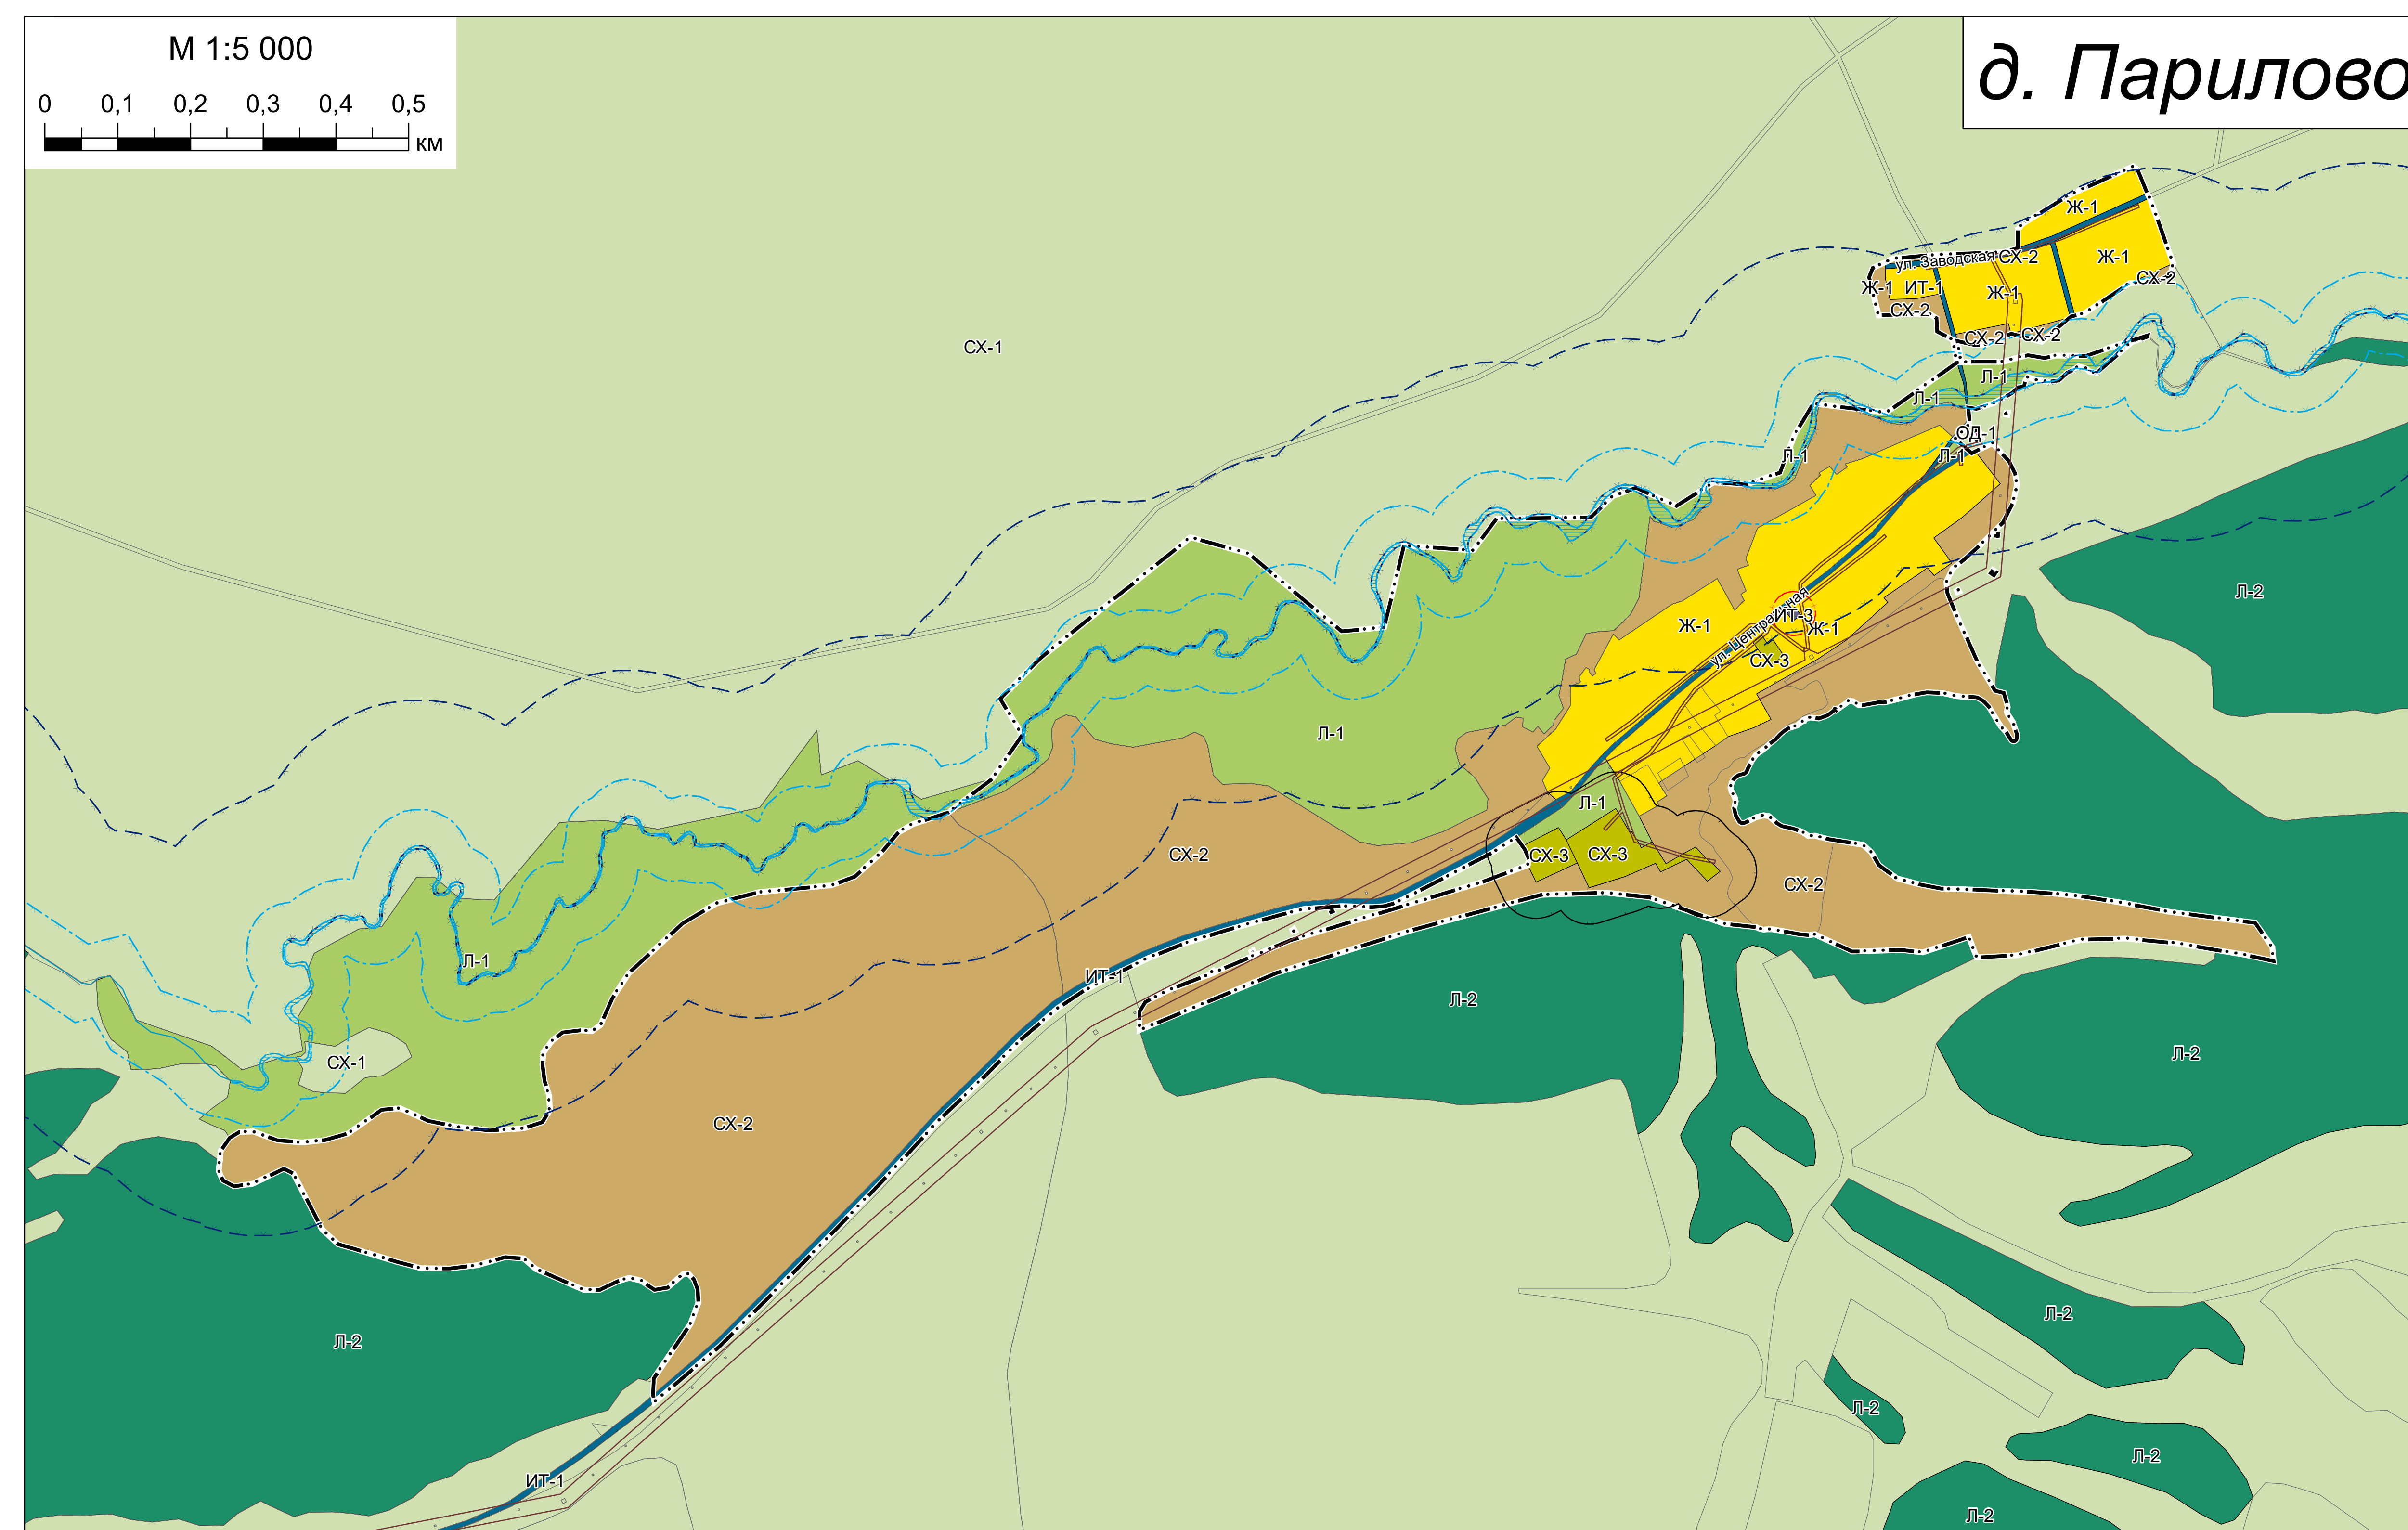 М 1:5 000
д. Парилово
0 0,1 0,2 0,3 0,4 0,5
км
Ж-1
ул. Заводская
СХ-2
Ж-1
СХ-2
Ж-1
ИТ-1
Ж-1
СХ-2
СХ-2
СХ-2
СХ-1
Л-1
Л-1
ОД-1
Л-1
Л-1
Л-2
ИТ-3
Ж-1
Ж-1
ул. Центральная
СХ-3
Л-1
Л-1
СХ-2
СХ-3
СХ-3
СХ-2
Л-1
ИТ-1
Л-2
Л-2
СХ-1
СХ-2
Л-2
Л-2
Л-2
Л-2
ИТ-1
Л-2